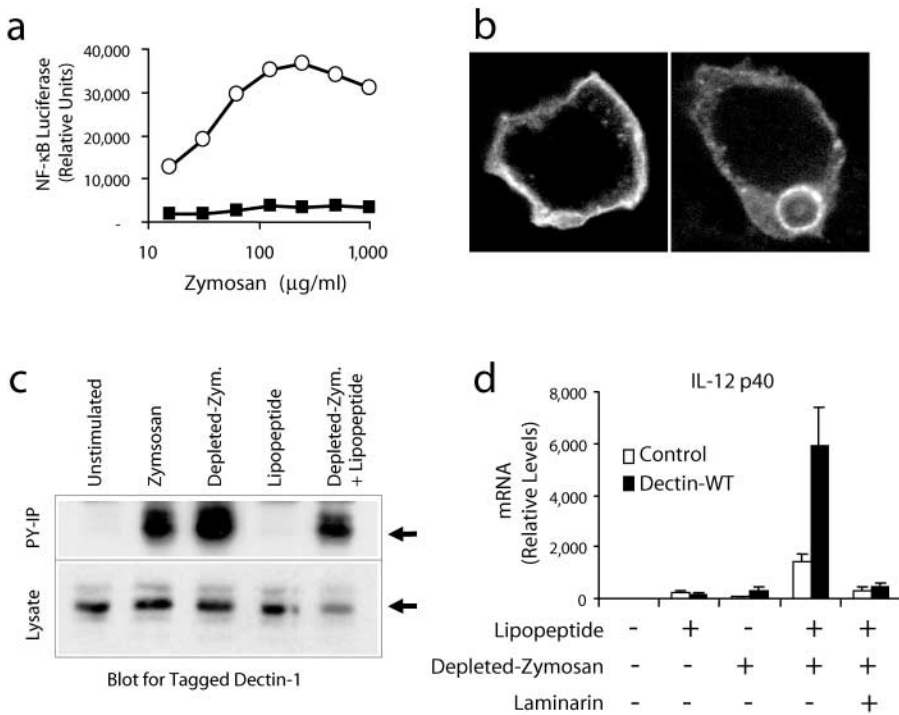 a
NF-κB Luciferase
(Relative Units)
40,000
30,000
20,000
10,000
-
10
100
1,000
Zymosan (μg/ml)
b
c
Unstimulated
Zymsosan
Depleted-Zym.
Lipopeptide
Depleted-Zym.
+ Lipopeptide
PY-IP
Lysate
Blot for Tagged Dectin-1
d
IL-12 p40
mRNA
(Relative Levels)
8,000
6,000
4,000
2,000
0
Control
Dectin-WT
Lipopeptide - + - + +
Depleted-Zymosan - - + + +
Laminarin - - - - +